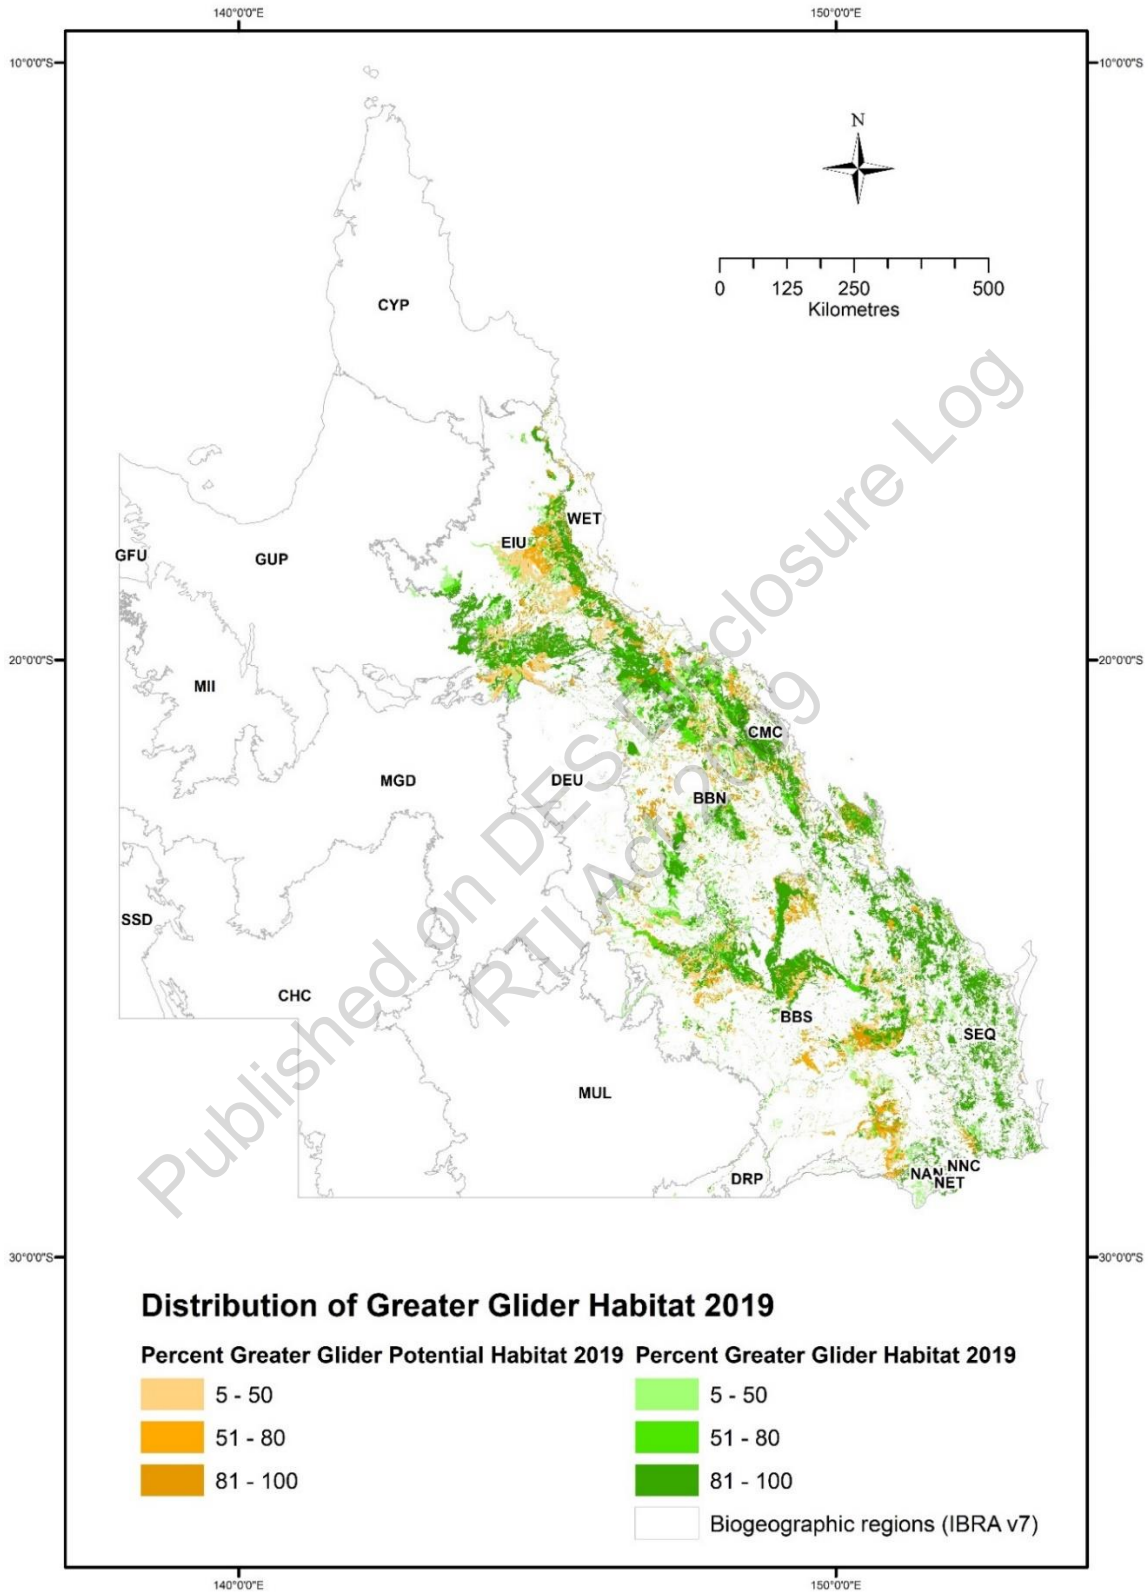 140°0'0"E 150°0'0"E
10°0'0"S 10°0'0"S
N
0 125 250 500
Kilometres
CYP
WET
EIU
GFU
GUP
20°0'0"S 20°0'0"S
MII
CMC
MGD
DEU
BBN
SSD
CHC
BBS
SEQ
MUL
DRP
NAN
NNC
NET
Published on DES Disclosure Log
RTI Act 2009
30°0'0"S 30°0'0"S
Distribution of Greater Glider Habitat 2019
Percent Greater Glider Potential Habitat 2019
5 - 50
51 - 80
81 - 100
Percent Greater Glider Habitat 2019
5 - 50
51 - 80
81 - 100
Biogeographic regions (IBRA v7)
140°0'0"E 150°0'0"E